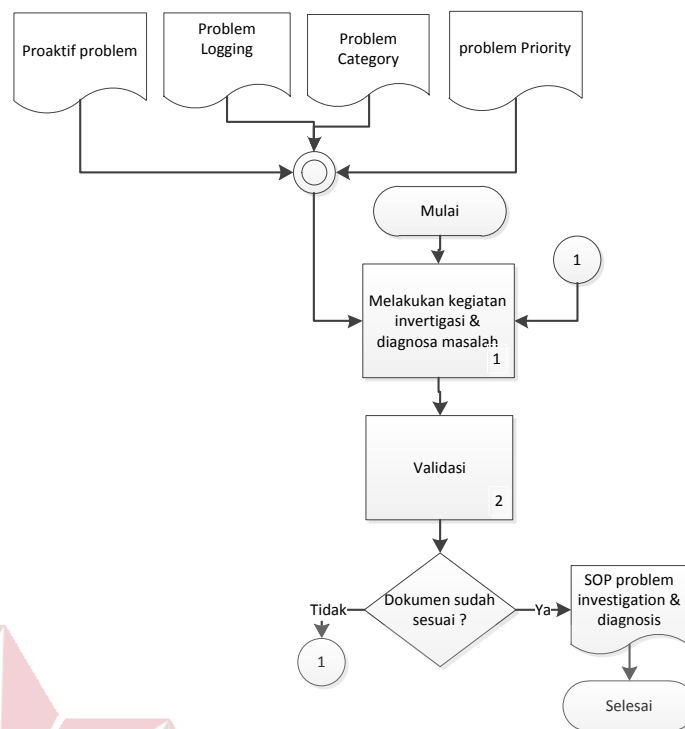 Proaktif problem
Problem
Logging
Problem
Category
problem Priority
Mulai
1
Melakukan kegiatan
invertigasi &
diagnosa masalah
1
Validasi
2
Dokumen sudah
sesuai ?
Tidak
1
Ya
SOP problem
investigation &
diagnosis
Selesai